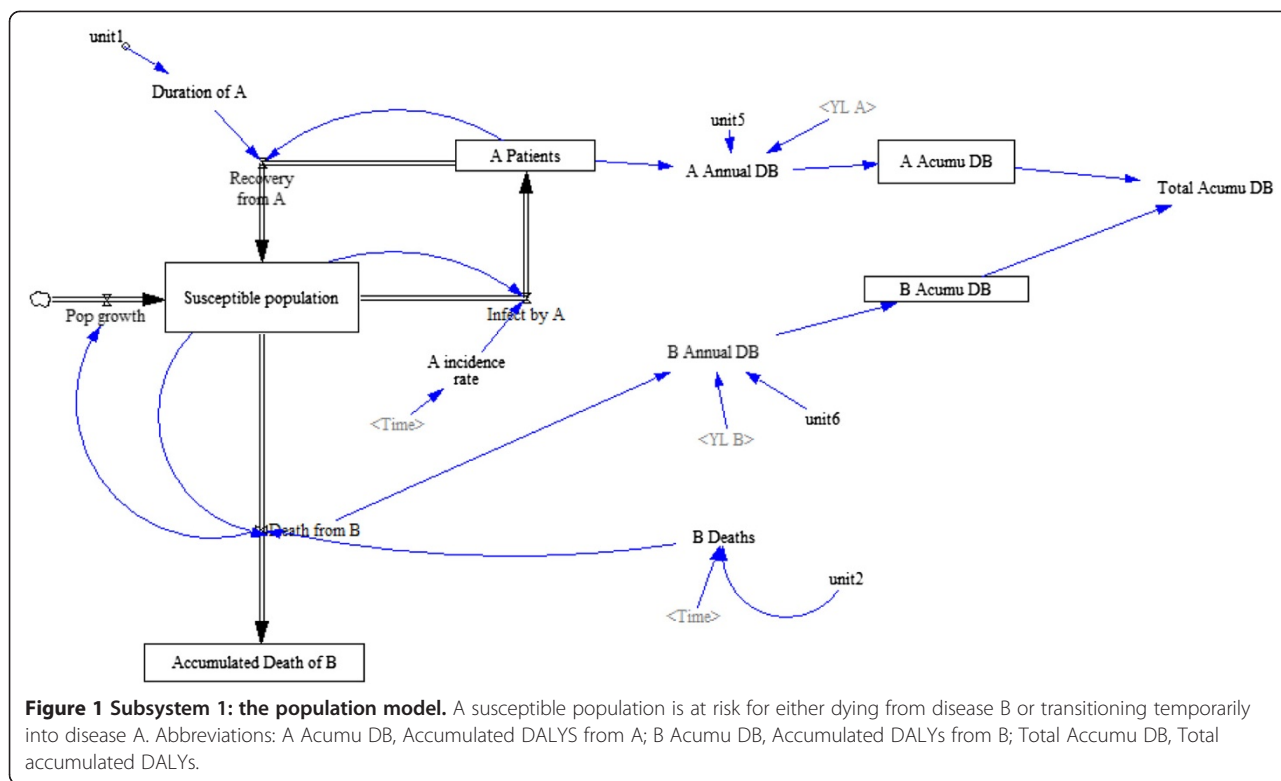 unit1
Duration of A
<YL A>
unit5
A Patients
A Annual DB
A Acumu DB
Recovery
from A
Total Acumu DB
Susceptible population
B Acumu DB
Pop growth
Infect by A
A incidence
rate
B Annual DB
<Time>
unit6
<YL B>
Death from B
B Deaths
unit2
<Time>
Accumulated Death of B
Figure 1 Subsystem 1: the population model. A susceptible population is at risk for either dying from disease B or transitioning temporarily
into disease A. Abbreviations: A Acumu DB, Accumulated DALYS from A; B Acumu DB, Accumulated DALYs from B; Total Accumu DB, Total
accumulated DALYs.